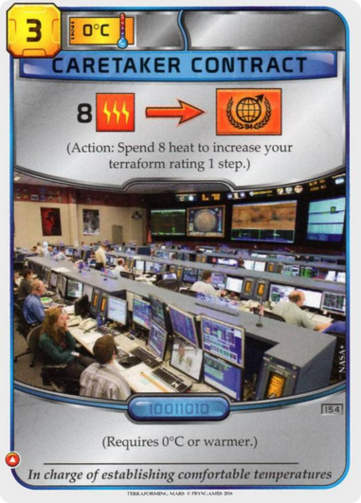 3
0°C
CARETAKER CONTRACT
8
(Action: Spend 8 heat to increase your
terraform rating 1 step.)
NASA*
10011010
154
(Requires 0°C or warmer.)
In charge of establishing comfortable temperatures
TERRAFORMING MARS © FRYXGAMES 2016